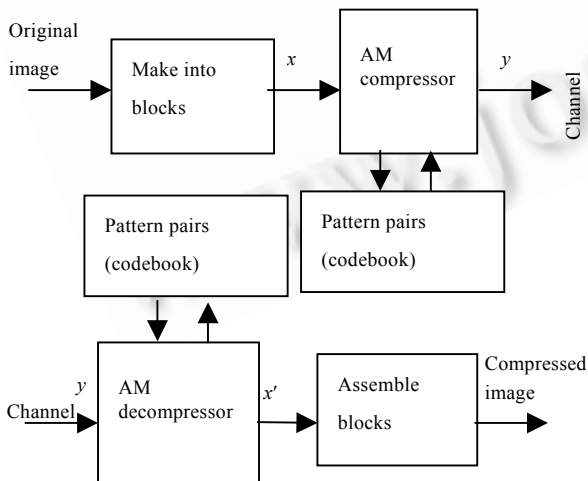 Original
image
Make into
blocks
x
AM
compressor
y
Channel
Pattern pairs
(codebook)
Pattern pairs
(codebook)
y
Channel
AM
decompressor
x′
Assemble
blocks
Compressed
image